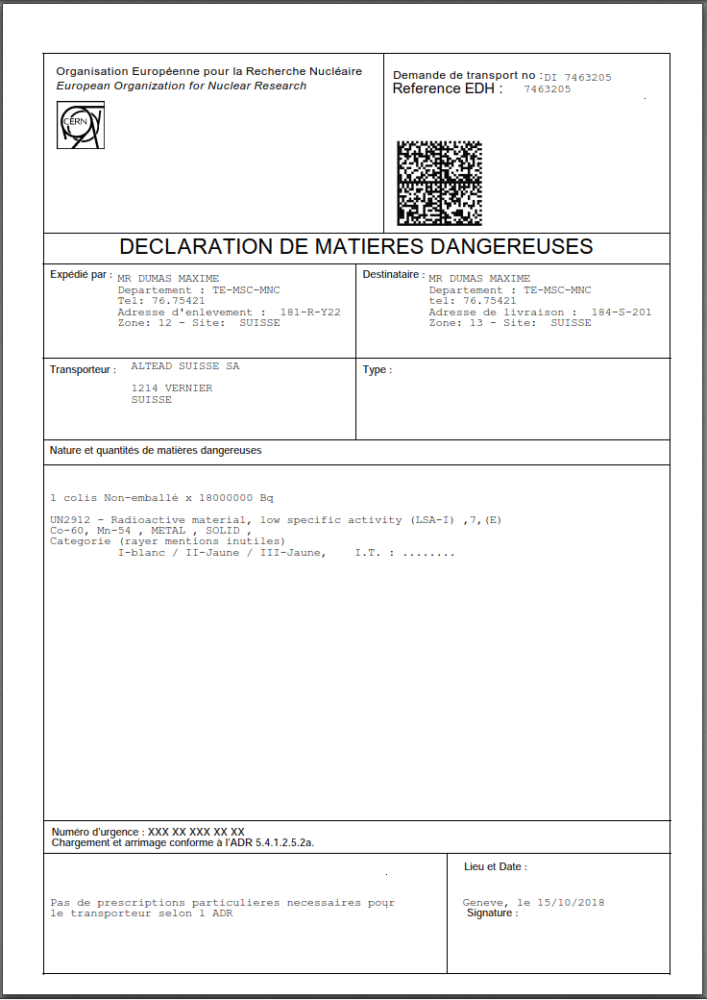 Organisation Européenne pour la Recherche Nucléaire
European Organization for Nuclear Research
CERN
Demande de transport no : DI 7463205
Reference EDH : 7463205
DECLARATION DE MATIERES DANGEREUSES
Expédié par : MR DUMAS MAXIME
Departement : TE-MSC-MNC
Tel: 76.75421
Adresse d'enlevement : 181-R-Y22
Zone: 12 - Site: SUISSE
Destinataire : MR DUMAS MAXIME
Departement : TE-MSC-MNC
tel: 76.75421
Adresse de livraison : 184-S-201
Zone: 13 - Site: SUISSE
Transporteur : ALTEAD SUISSE SA
1214 VERNIER
SUISSE
Type :
Nature et quantités de matières dangereuses
1 colis Non-emballé x 18000000 Bq
UN2912 - Radioactive material, low specific activity (LSA-I) ,7,(E)
Co-60, Mn-54 , METAL , SOLID ,
Categorie (rayer mentions inutiles)
I-blanc / II-Jaune / III-Jaune, I.T. : ........
Numéro d'urgence : XXX XX XXX XX XX
Chargement et arrimage conforme à l'ADR 5.4.1.2.5.2a.
Pas de prescriptions particulieres necessaires pour
le transporteur selon l ADR
Lieu et Date :
Geneve, le 15/10/2018
Signature :